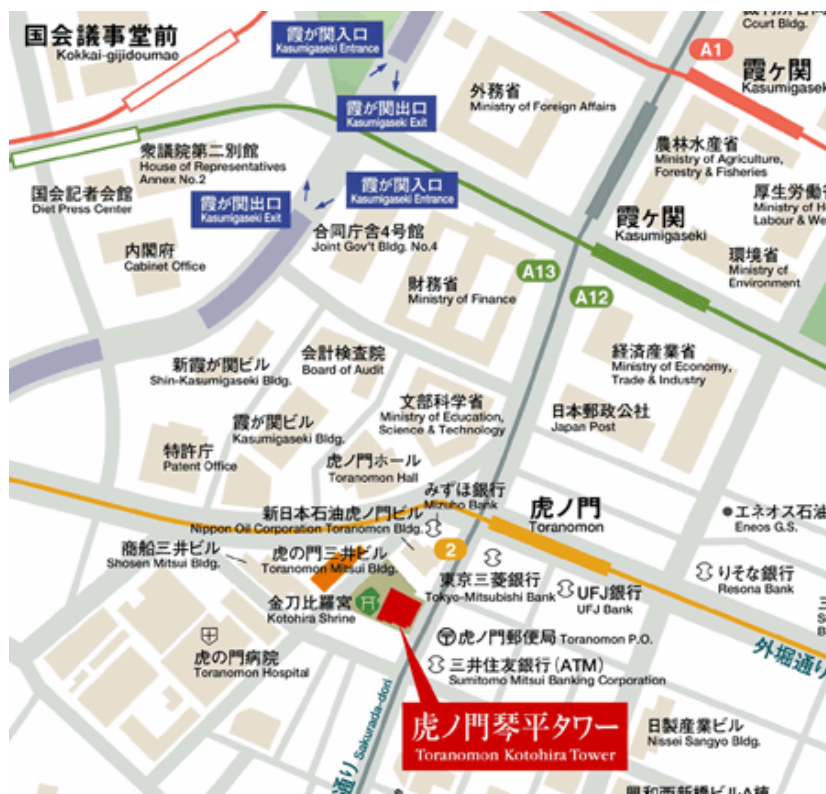 国会議事堂前
Kokkai-gijidoumae
霞が関入口
Kasumigaseki Entrance
Court Bldg.
A1
霞ケ関
Kasumigaseki
外務省
Ministry of Foreign Affairs
霞が関出口
Kasumigaseki Exit
衆議院第二別館
House of Representatives
Annex No.2
農林水産省
Ministry of Agriculture,
Forestry & Fisheries
国会記者会館
Diet Press Center
霞が関出口
Kasumigaseki Exit
霞が関入口
Kasumigaseki Entrance
厚生労働省
Ministry of He
Labour & We
霞ケ関
Kasumigaseki
内閣府
Cabinet Office
合同庁舎4号館
Joint Gov't Bldg. No.4
環境省
Ministry of
Environment
A13
A12
財務省
Ministry of Finance
新霞が関ビル
Shin-Kasumigaseki Bldg.
会計検査院
Board of Audit
経済産業省
Ministry of Economy,
Trade & Industry
文部科学省
Ministry of Education,
Science & Technology
日本郵政公社
Japan Post
霞が関ビル
Kasumigaseki Bldg.
特許庁
Patent Office
虎ノ門ホール
Toranomon Hall
みずほ銀行
Mizuho Bank
虎ノ門
Toranomon
新日本石油虎ノ門ビル
Nippon Oil Corporation Toranomon Bldg.
エネオス石油
Eneos G.S.
商船三井ビル
Shosen Mitsui Bldg.
虎の門三井ビル
Toranomon Mitsui Bldg.
2
東京三菱銀行
Tokyo-Mitsubishi Bank
UFJ銀行
UFJ Bank
りそな銀行
Resona Bank
金刀比羅宮
Kotohira Shrine
虎ノ門郵便局 Toranomon P.O.
外堀通り
虎の門病院
Toranomon Hospital
三井住友銀行(ATM)
Sumitomo Mitsui Banking Corporation
通り Sakurada-dori
虎ノ門琴平タワー
Toranomon Kotohira Tower
日製産業ビル
Nissei Sangyo Bldg.